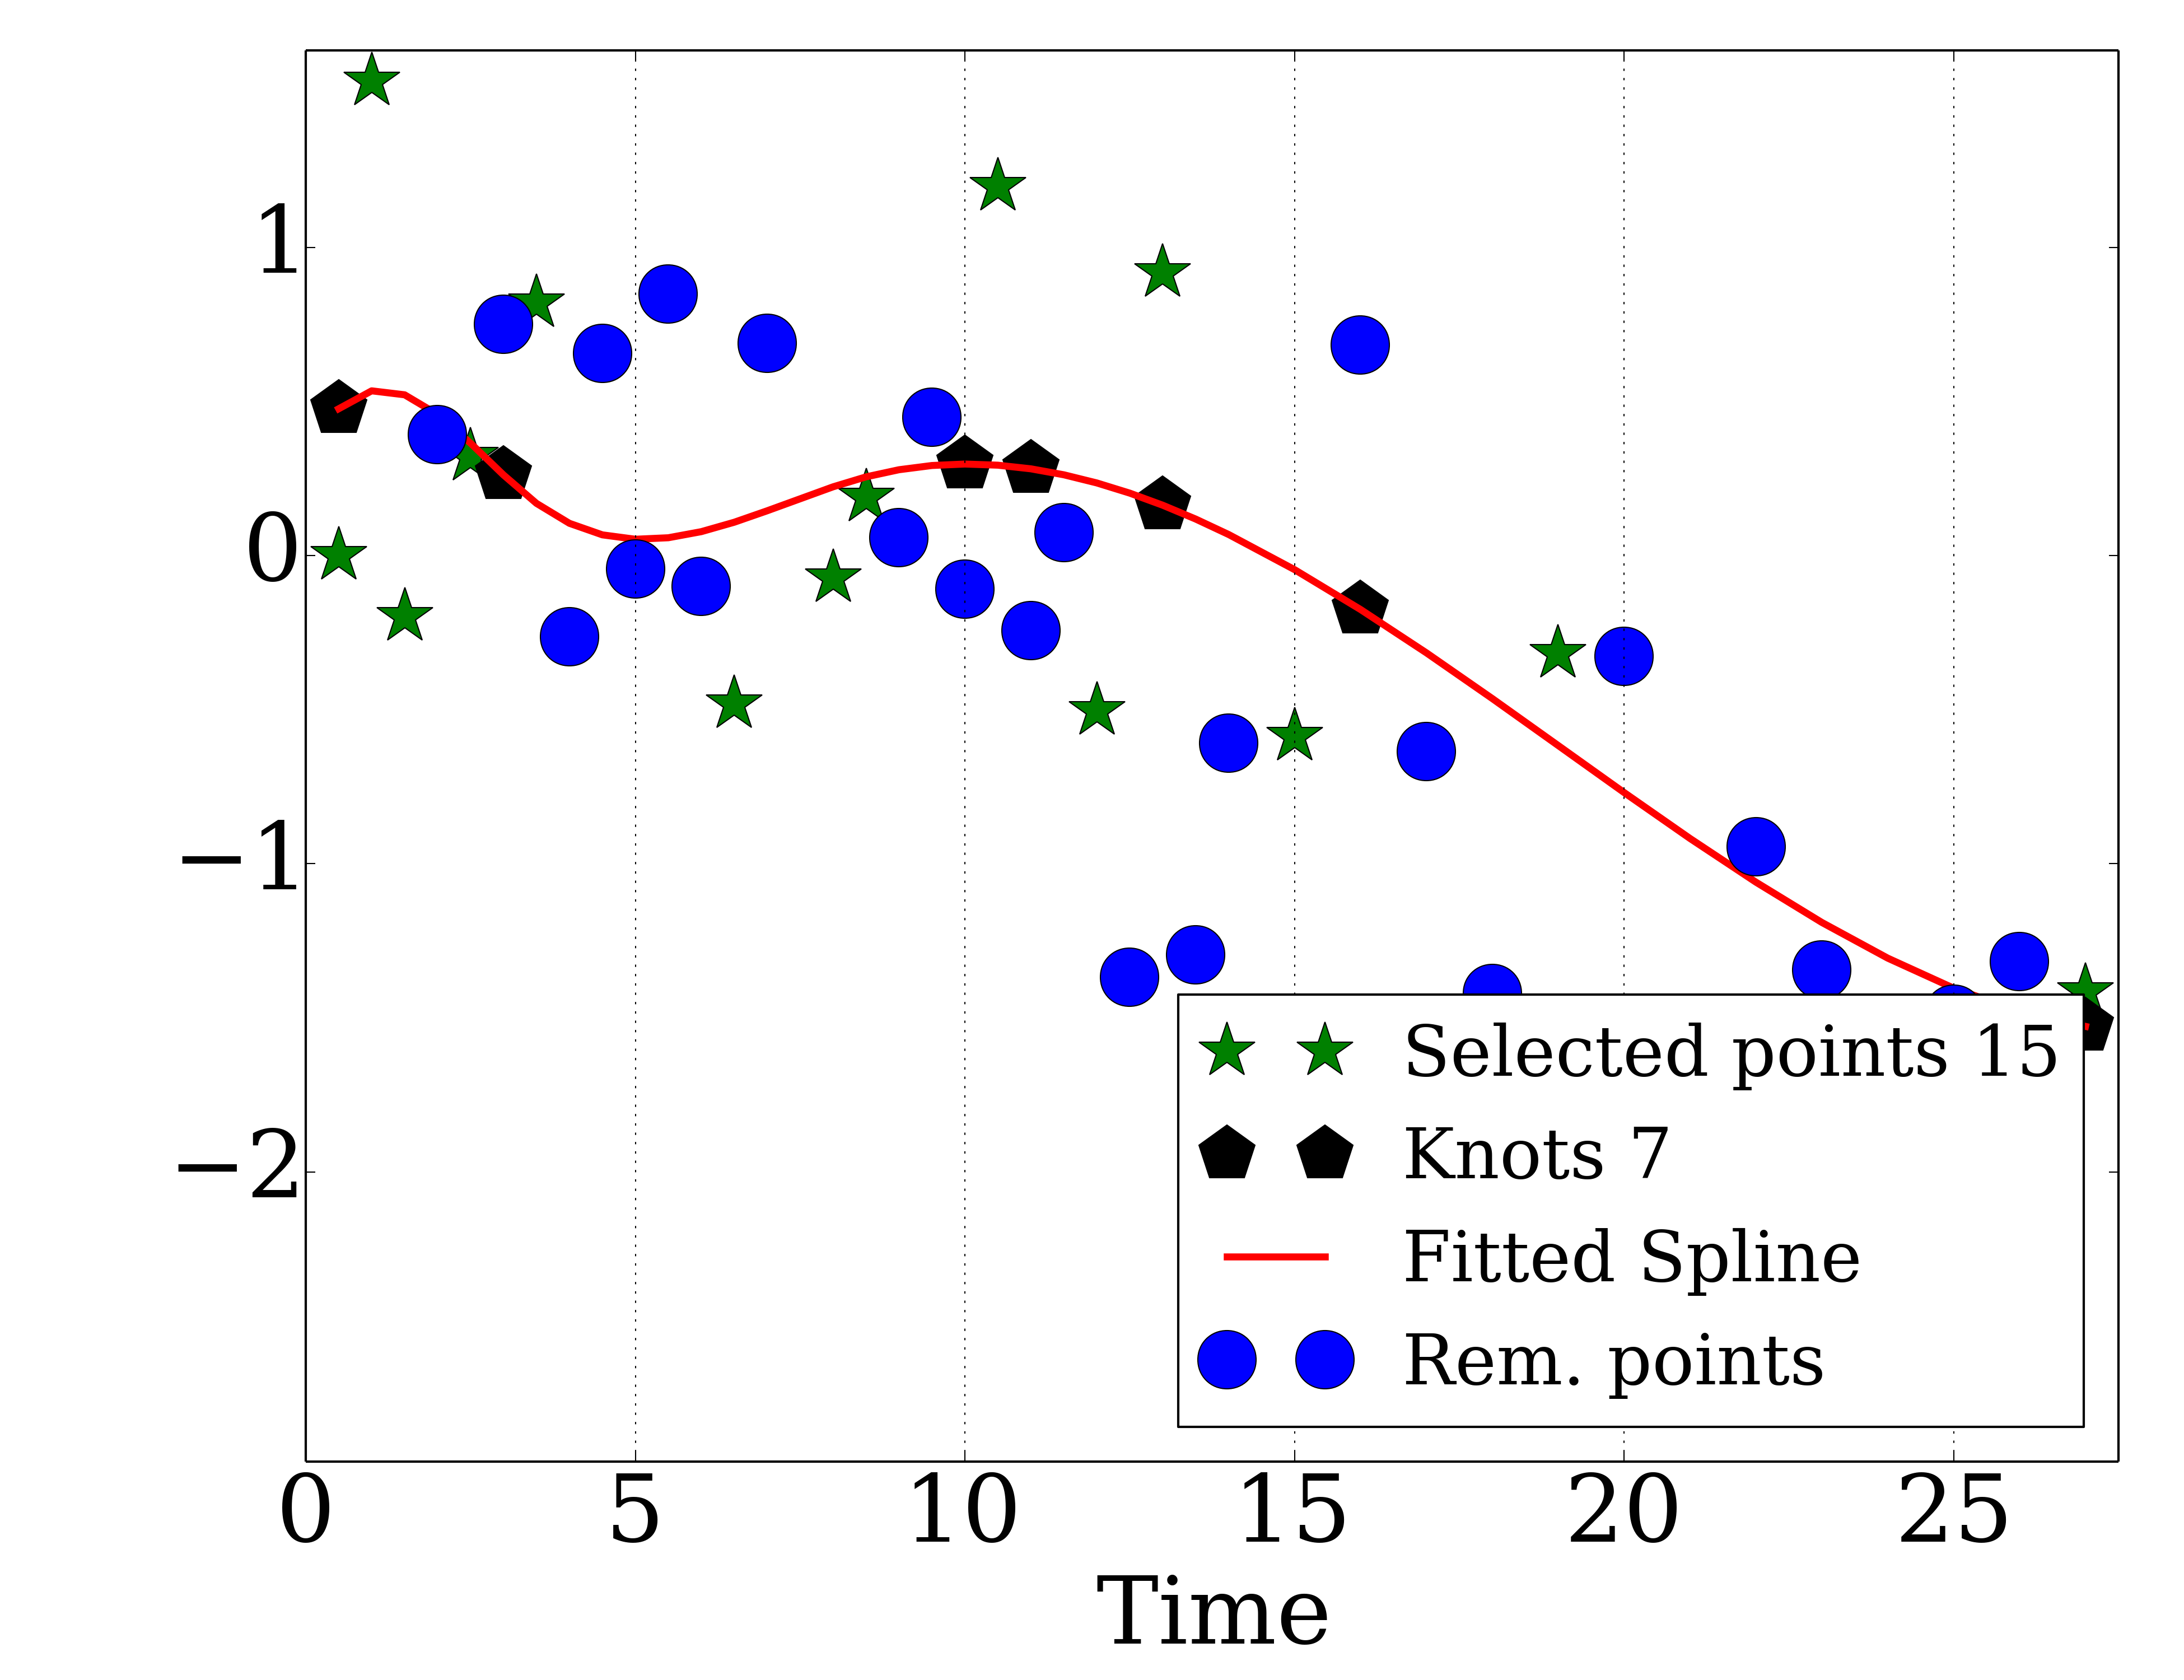 1
0
−1
−2
Selected points 15
Knots 7
Fitted Spline
Rem. points
0 5 10 15 20 25
Time